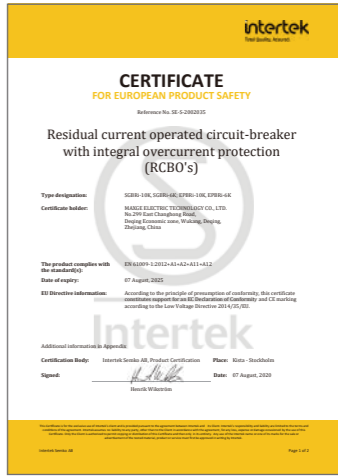 intertek
Total Quality. Assured.
CERTIFICATE
FOR EUROPEAN PRODUCT SAFETY
Reference No. SE-S-2002035
Residual current operated circuit-breaker
with integral overcurrent protection
(RCBO's)
Type designation: SGBRi-10K, SGBRi-6K, EPBRi-10K, EPBRi-6K
Certificate holder: MAXGE ELECTRIC TECHNOLOGY CO., LTD.
No.299 East Changhong Road,
Deqing Economic zone, Wukang, Deqing,
Zhejiang, China
The product complies with
the standard(s): EN 61009-1:2012+A1+A2+A11+A12
Date of expiry: 07 August, 2025
EU Directive information: According to the principle of presumption of conformity, this certificate
constitutes support for an EC Declaration of Conformity and CE marking
according to the Low Voltage Directive 2014/35/EU.
Intertek
Additional information in Appendix
Certification Body: Intertek Semko AB, Product Certification Place: Kista - Stockholm
Signed: Date: 07 August, 2020
Henrik Wikström
Intertek Semko AB Page 1 of 2